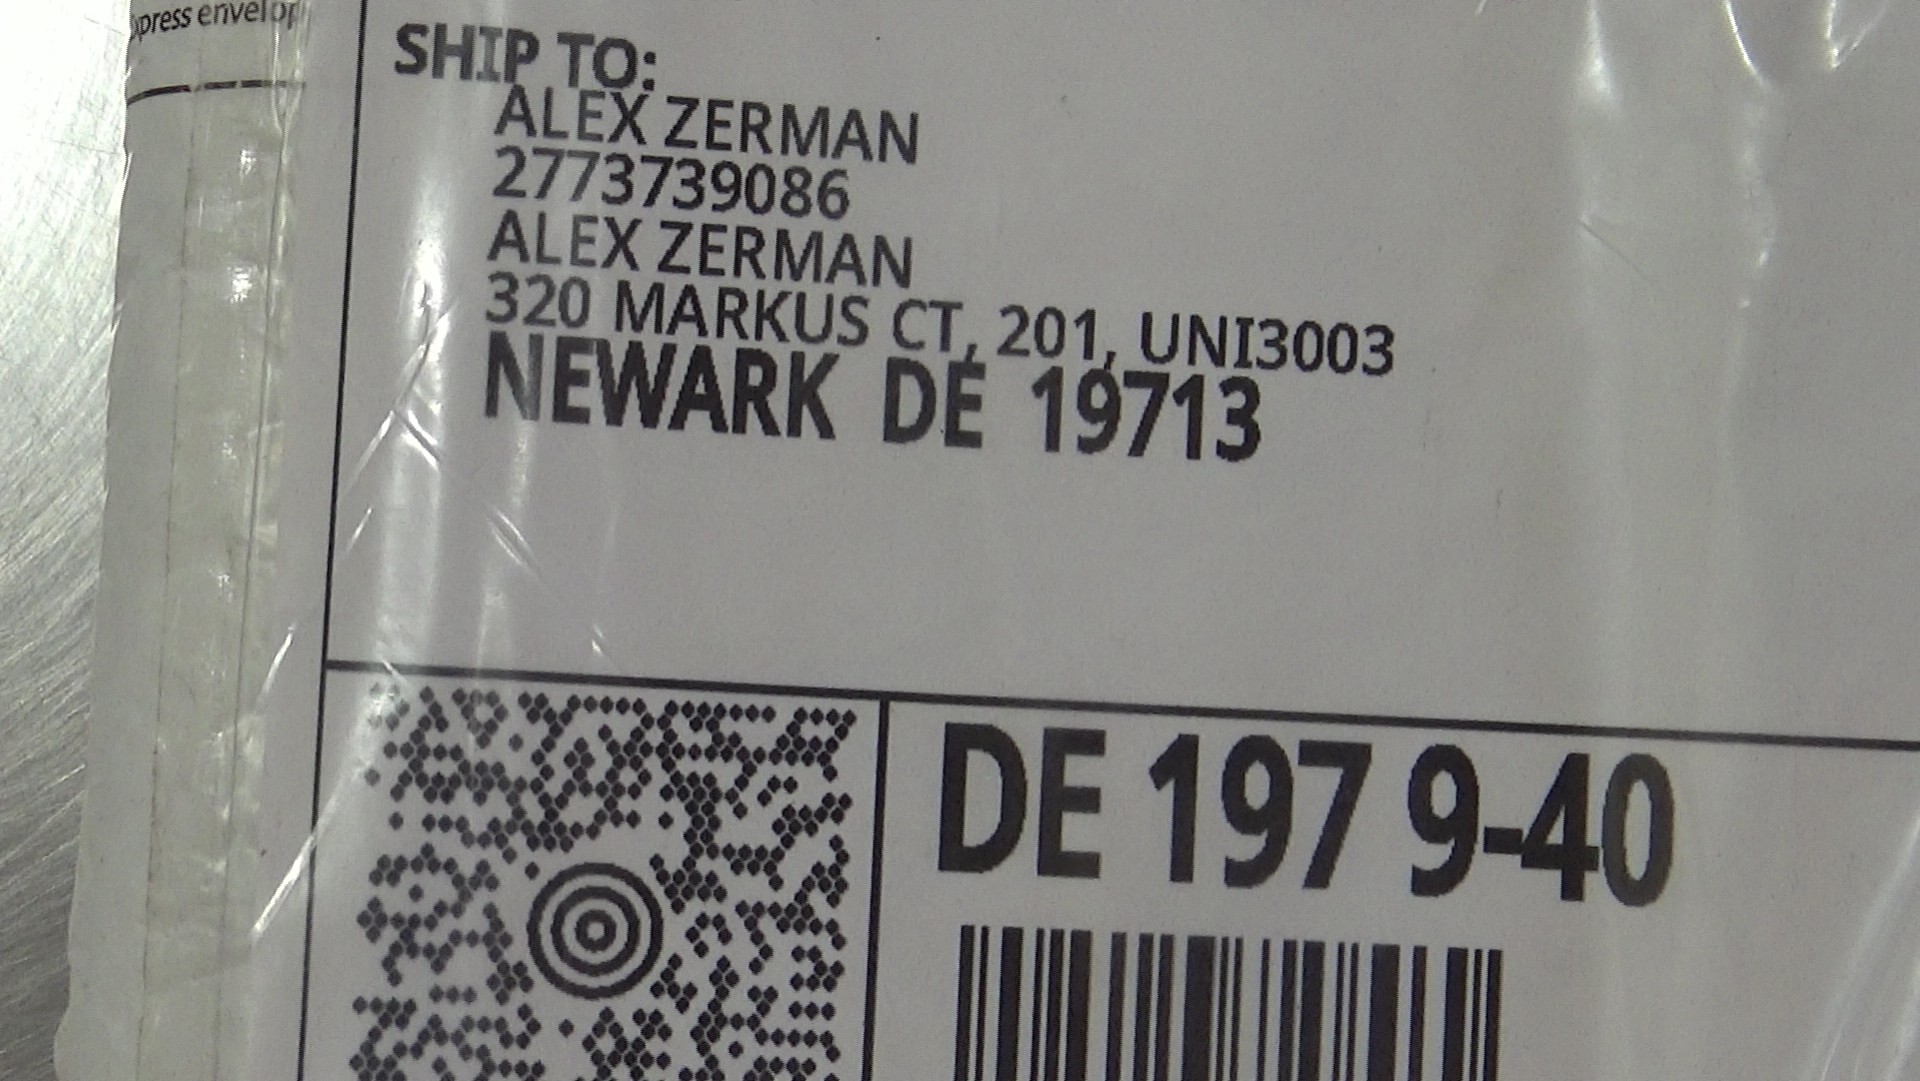 express envelop
SHIP TO:
ALEX ZERMAN
2773739086
ALEX ZERMAN
320 MARKUS CT, 201, UNI3003
NEWARK DE 19713
DE 197 9-40